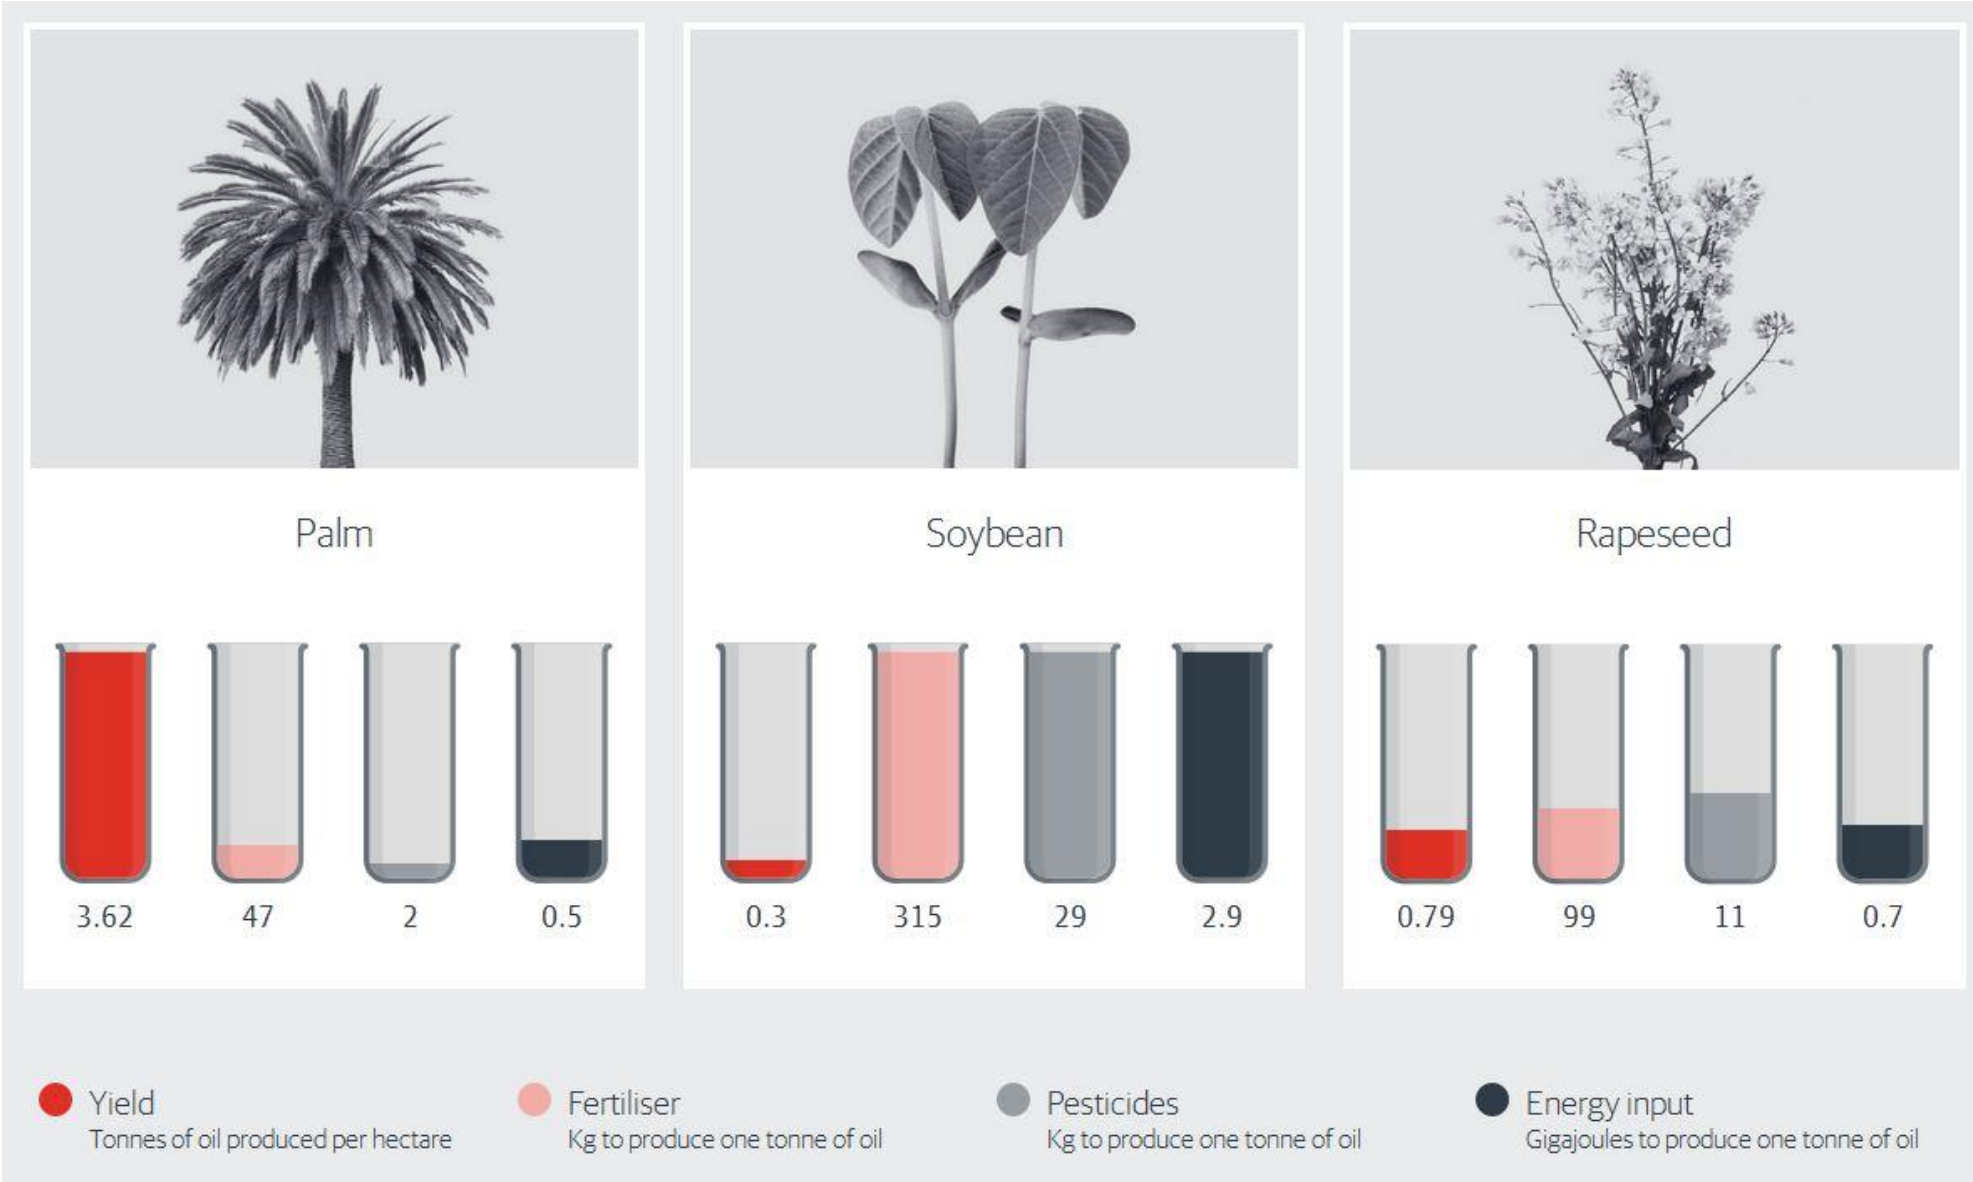 Palm
Soybean
Rapeseed
3.62 47 2 0.5
0.3 315 29 2.9
0.79 99 11 0.7
Yield
Tonnes of oil produced per hectare
Fertiliser
Kg to produce one tonne of oil
Pesticides
Kg to produce one tonne of oil
Energy input
Gigajoules to produce one tonne of oil